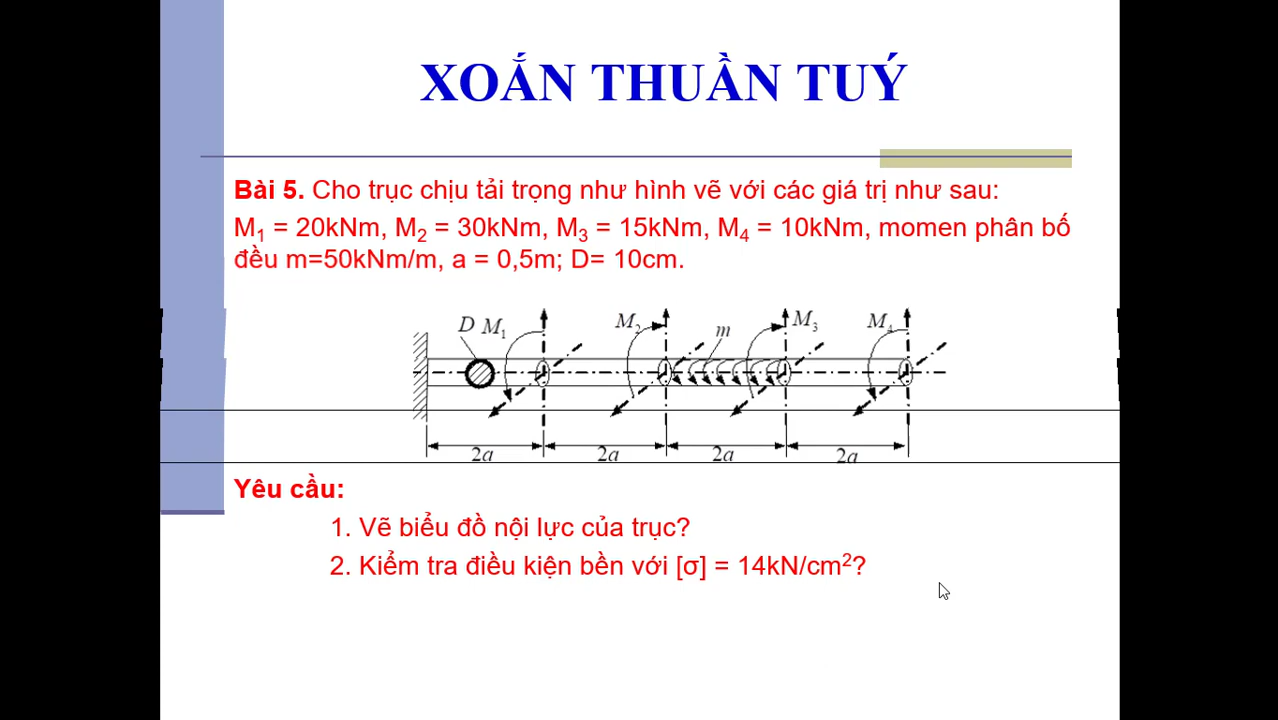 XOẮN THUẦN TUÝ
Bài 5. Cho trục chịu tải trọng như hình vẽ với các giá trị như sau:
M₁ = 20kNm, M₂ = 30kNm, M₃ = 15kNm, M₄ = 10kNm, momen phân bố
đều m=50kNm/m, a = 0,5m; D= 10cm.
D M₁ M₂ m M₃ M₄
2a 2a 2a 2a
Yêu cầu:
1. Vẽ biểu đồ nội lực của trục?
2. Kiểm tra điều kiện bền với [σ] = 14kN/cm²?